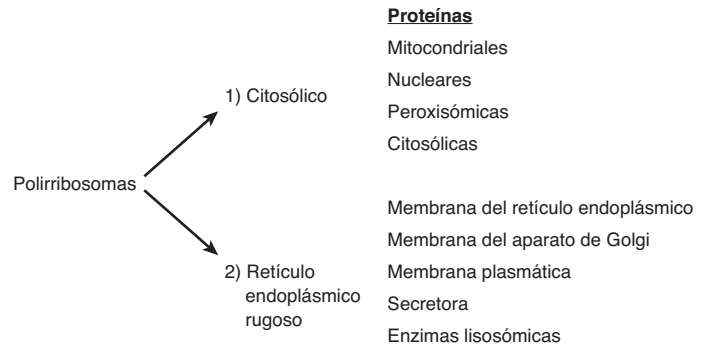 Proteínas
Mitocondriales
Nucleares
Peroxisómicas
Citosólicas
1) Citosólico
Polirribosomas
2) Retículo
endoplásmico
rugoso
Membrana del retículo endoplásmico
Membrana del aparato de Golgi
Membrana plasmática
Secretora
Enzimas lisosómicas